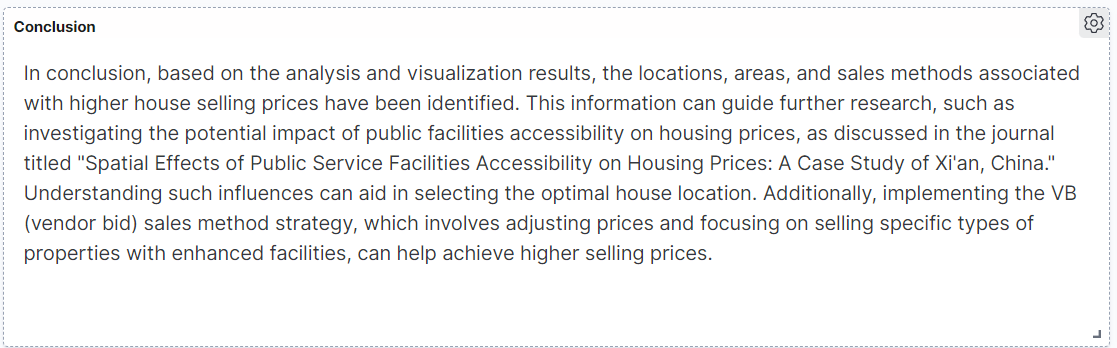 Conclusion
In conclusion, based on the analysis and visualization results, the locations, areas, and sales methods associated
with higher house selling prices have been identified. This information can guide further research, such as
investigating the potential impact of public facilities accessibility on housing prices, as discussed in the journal
titled "Spatial Effects of Public Service Facilities Accessibility on Housing Prices: A Case Study of Xi'an, China."
Understanding such influences can aid in selecting the optimal house location. Additionally, implementing the VB
(vendor bid) sales method strategy, which involves adjusting prices and focusing on selling specific types of
properties with enhanced facilities, can help achieve higher selling prices.